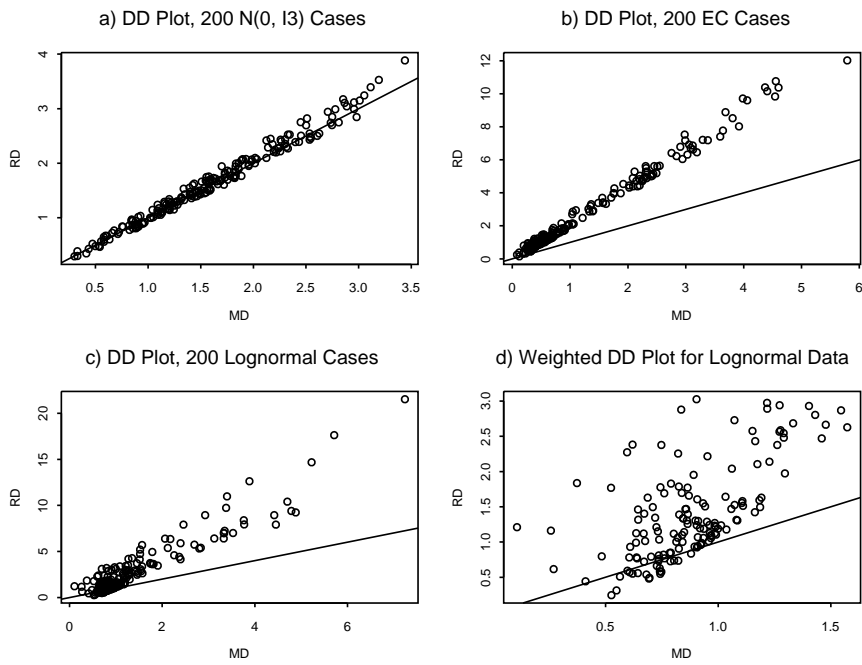 a) DD Plot, 200 N(0, I3) Cases
RD
4
3
2
1
0.5 1.0 1.5 2.0 2.5 3.0 3.5
MD
b) DD Plot, 200 EC Cases
RD
12
10
8
6
4
2
0
0 1 2 3 4 5 6
MD
c) DD Plot, 200 Lognormal Cases
RD
20
15
10
5
0
0 2 4 6
MD
d) Weighted DD Plot for Lognormal Data
RD
3.0
2.5
2.0
1.5
1.0
0.5
0.5 1.0 1.5
MD